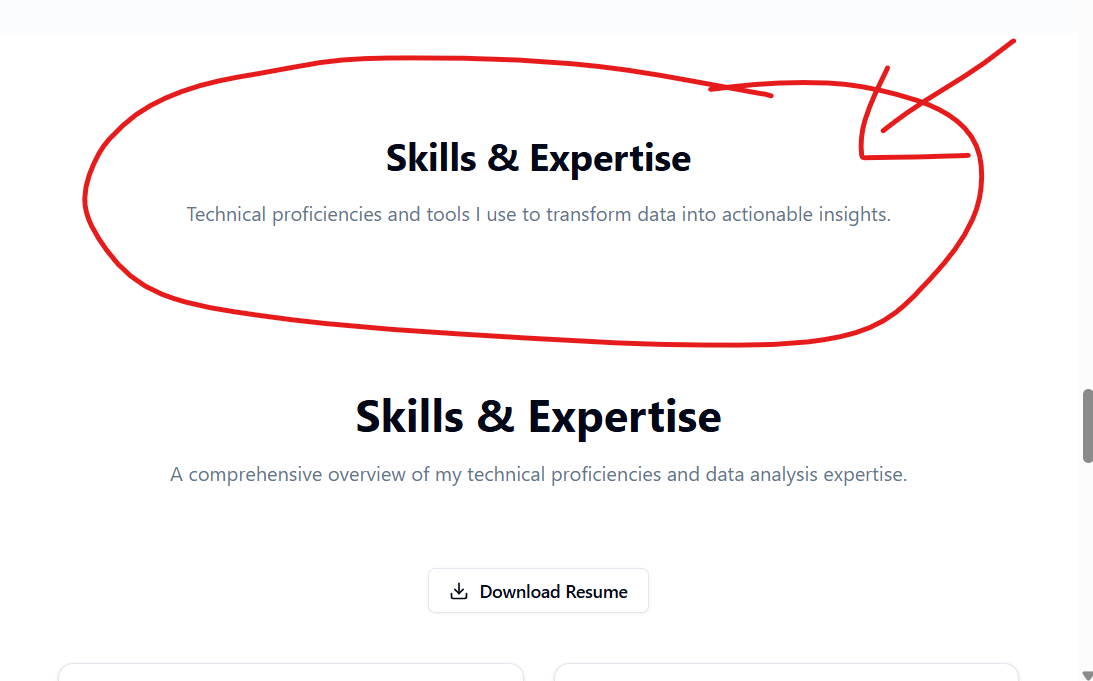 Skills & Expertise
Technical proficiencies and tools I use to transform data into actionable insights.
Skills & Expertise
A comprehensive overview of my technical proficiencies and data analysis expertise.
Download Resume